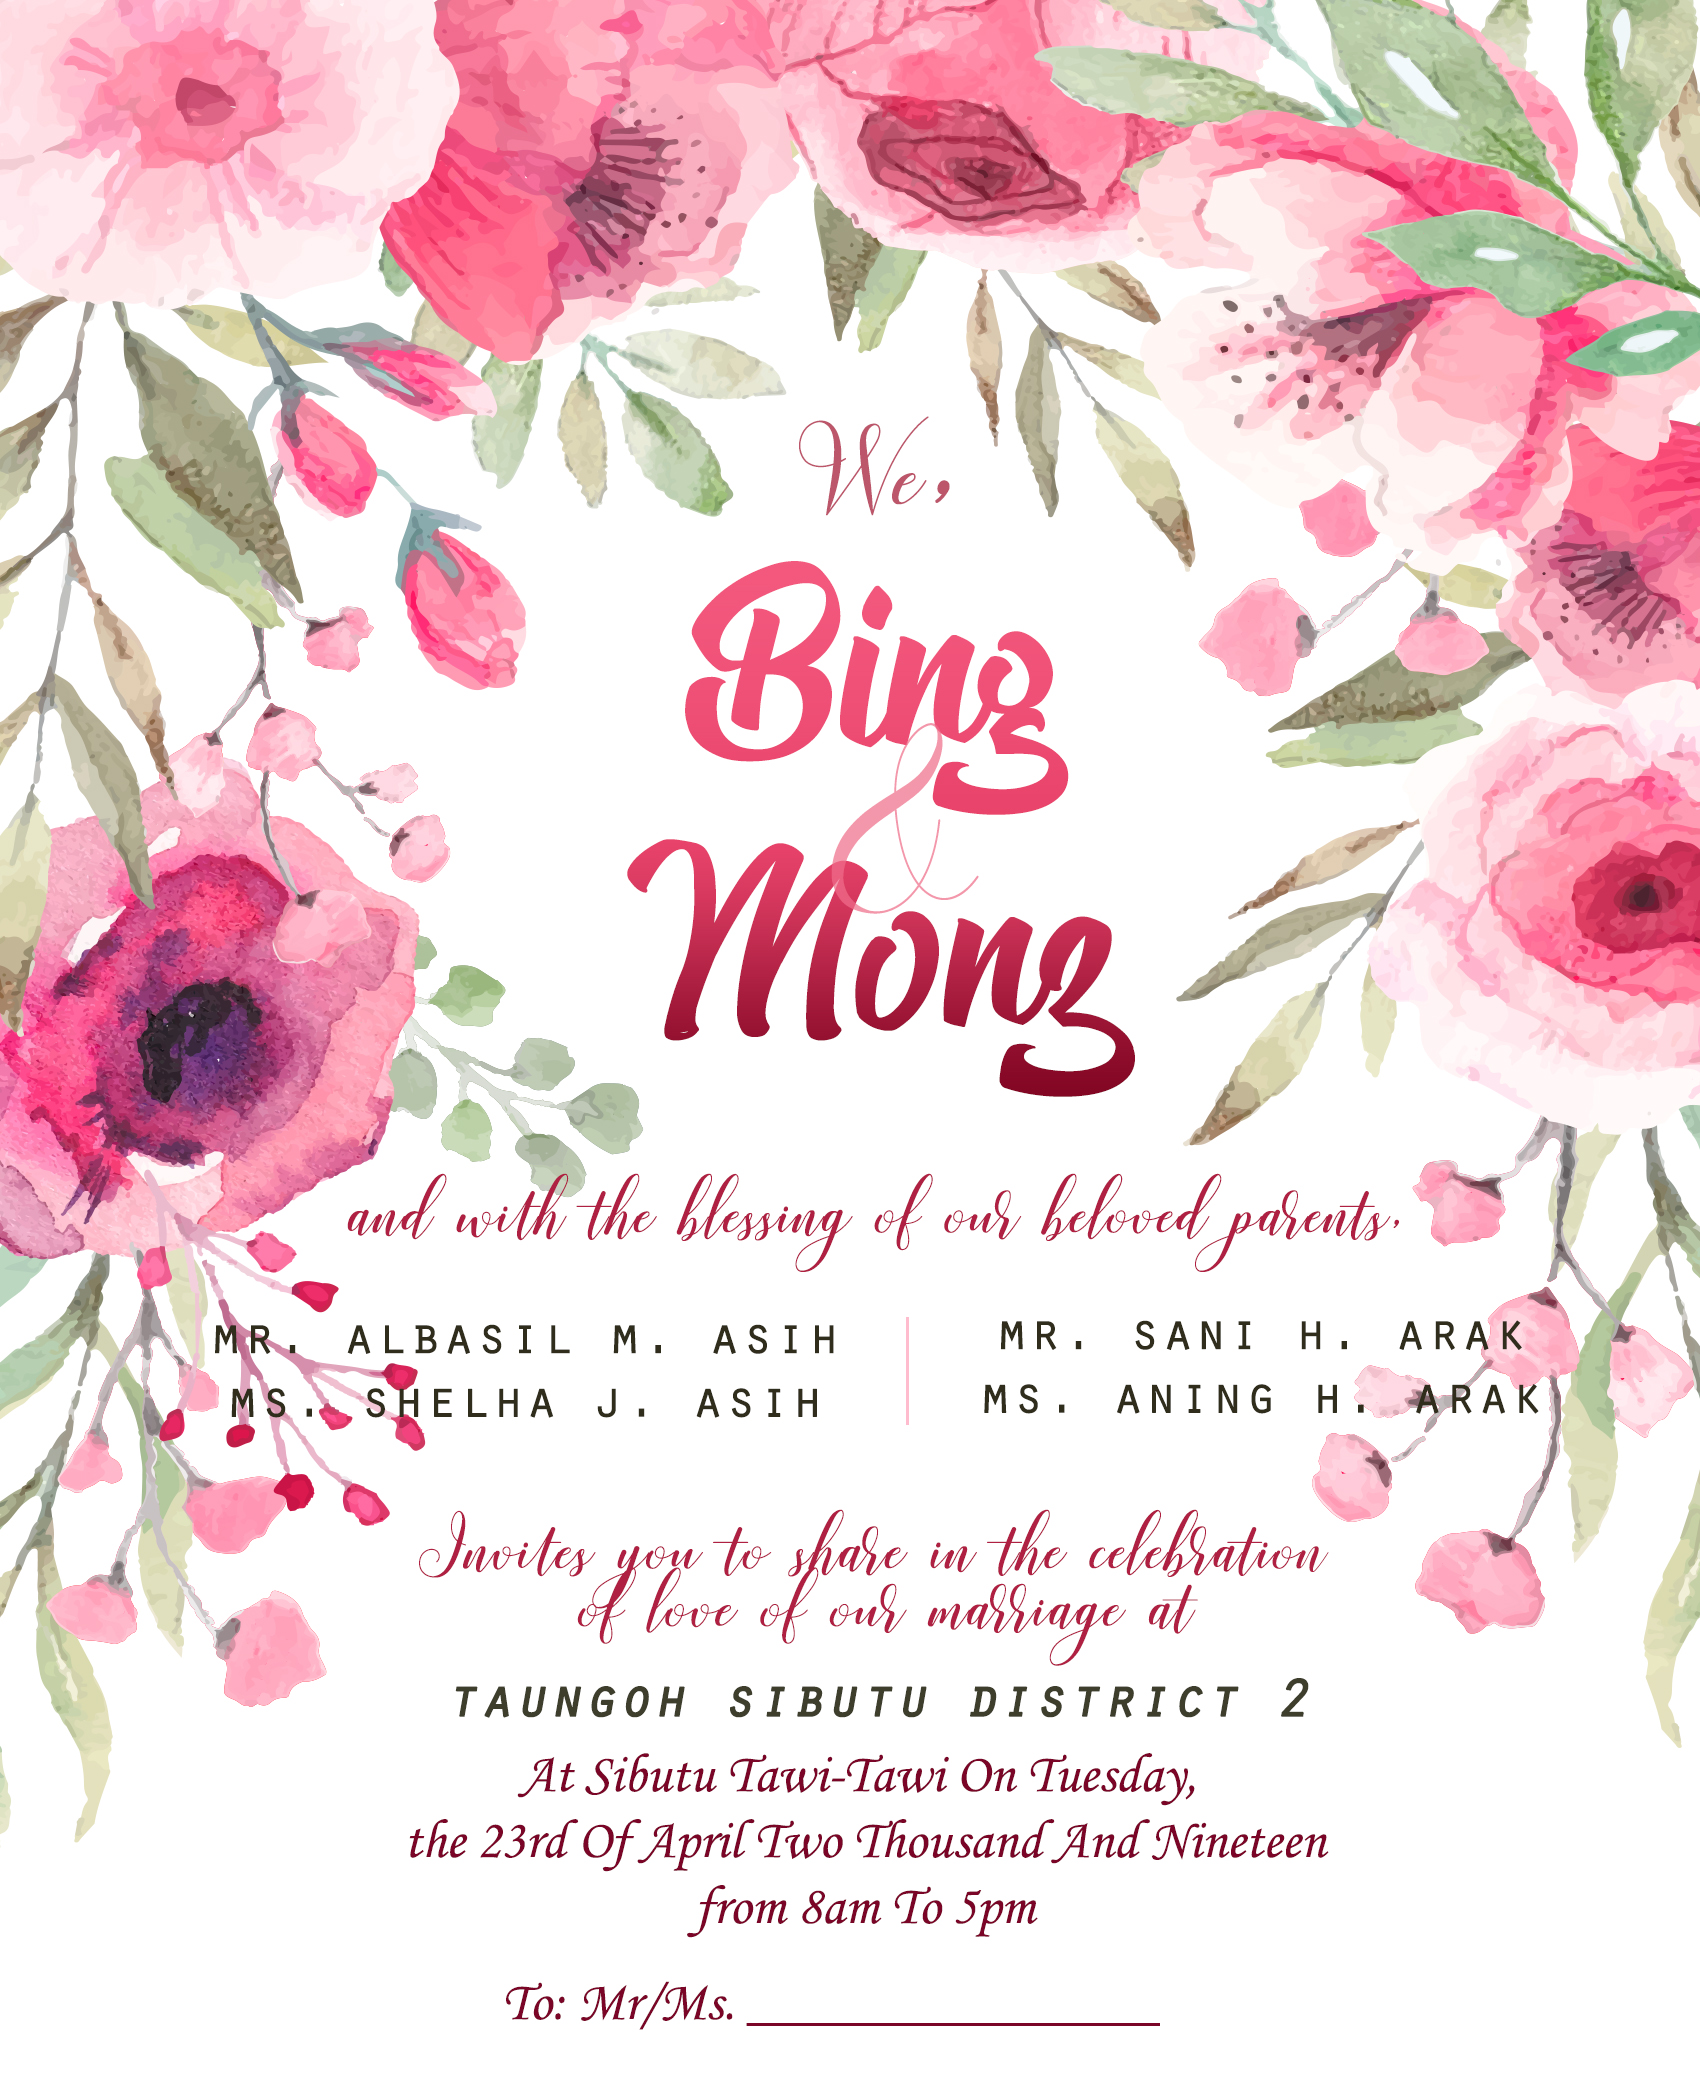 We,
Bing
&
Mong
and with the blessing of our beloved parents,
MR. ALBASIL M. ASIH
MS. SHELHA J. ASIH
MR. SANI H. ARAK
MS. ANING H. ARAK
Invites you to share in the celebration
of love of our marriage at
TAUNGOH SIBUTU DISTRICT 2
At Sibutu Tawi-Tawi On Tuesday,
the 23rd Of April Two Thousand And Nineteen
from 8am To 5pm
To: Mr/Ms. ________________